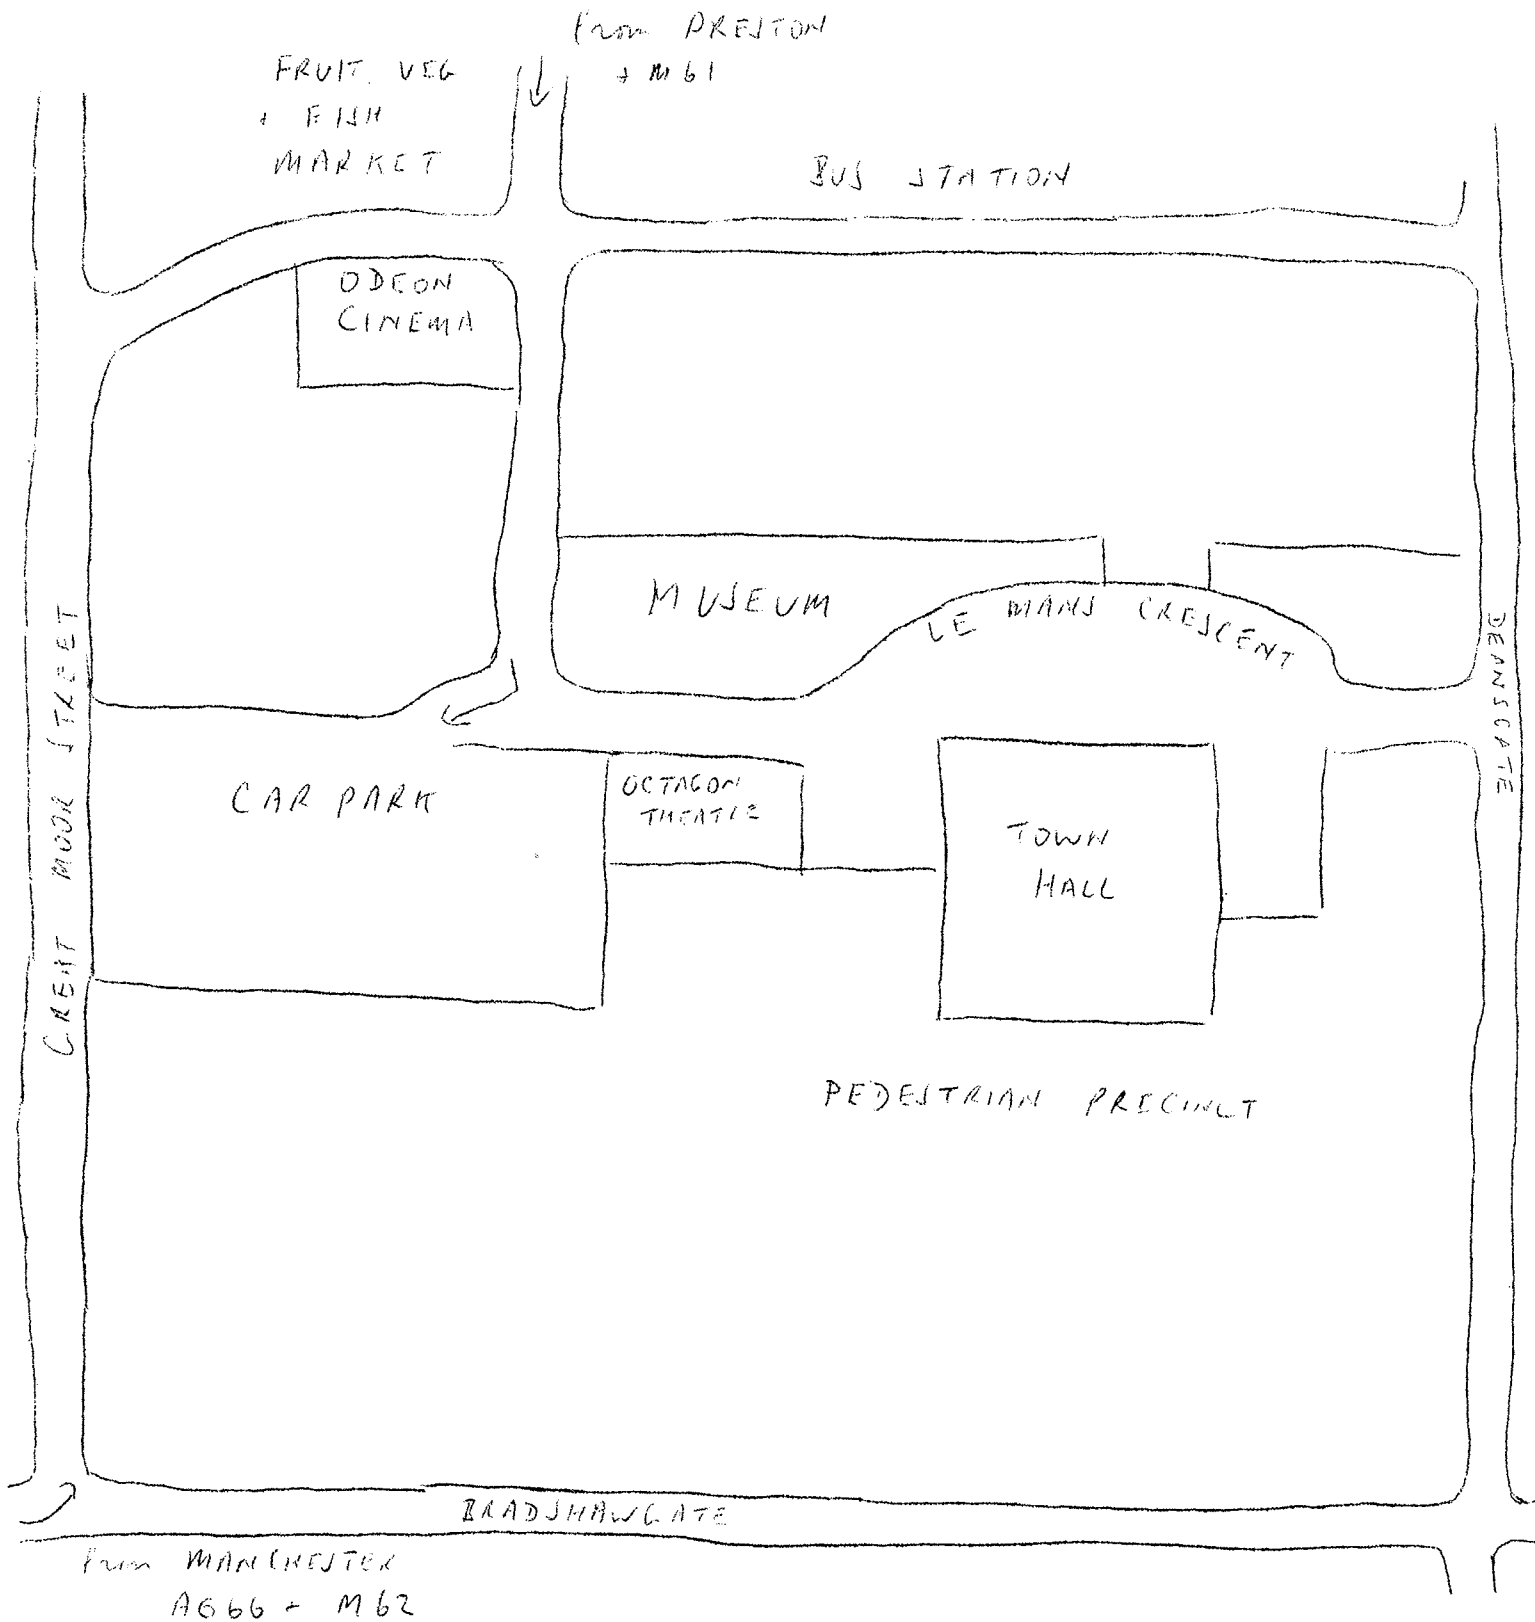 from PRESTON
+ M61
FRUIT. VEG
+ FISH
MARKET
BUS STATION
ODEON
CINEMA
MUSEUM
LE MANS CRESCENT
DEANSGATE
GREAT MOOR STREET
CAR PARK
OCTAGON
THEATRE
TOWN
HALL
PEDESTRIAN PRECINCT
BRADSHAWGATE
from MANCHESTER
A666 + M62